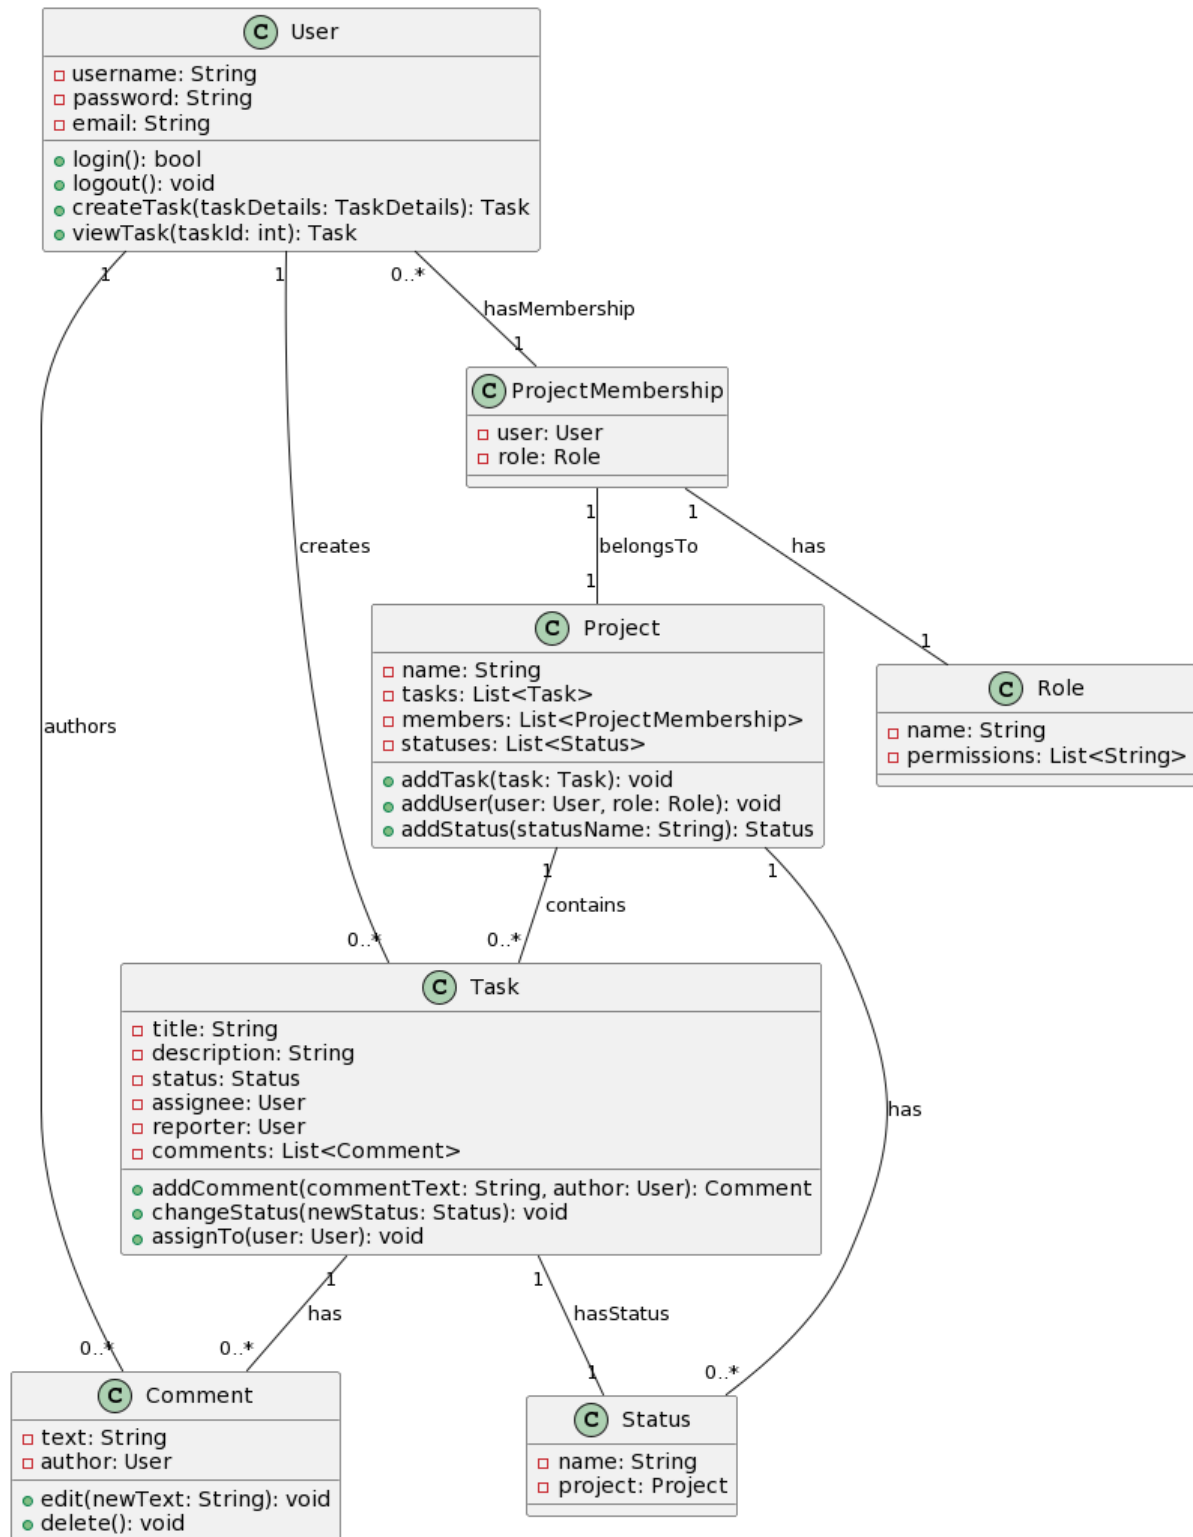 C User
username: String
password: String
email: String
login(): bool
logout(): void
createTask(taskDetails: TaskDetails): Task
viewTask(taskId: int): Task
1
1
0..*
hasMembership
1
C ProjectMembership
user: User
role: Role
1
1
creates
belongsTo
has
1
1
C Project
name: String
tasks: List<Task>
members: List<ProjectMembership>
statuses: List<Status>
addTask(task: Task): void
addUser(user: User, role: Role): void
addStatus(statusName: String): Status
C Role
name: String
permissions: List<String>
authors
1
1
contains
0..*
0..*
C Task
title: String
description: String
status: Status
assignee: User
reporter: User
comments: List<Comment>
addComment(commentText: String, author: User): Comment
changeStatus(newStatus: Status): void
assignTo(user: User): void
has
1
1
has
hasStatus
0..*
0..*
1
0..*
C Comment
text: String
author: User
edit(newText: String): void
delete(): void
C Status
name: String
project: Project